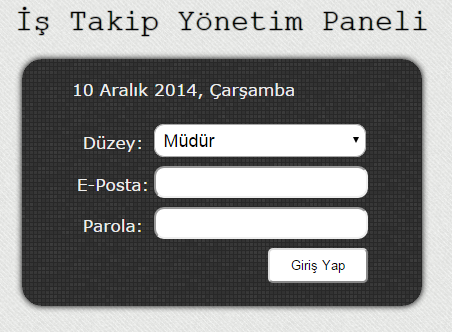 İş Takip Yönetim Paneli
10 Aralık 2014, Çarşamba
Düzey: Müdür
E-Posta:
Parola:
Giriş Yap